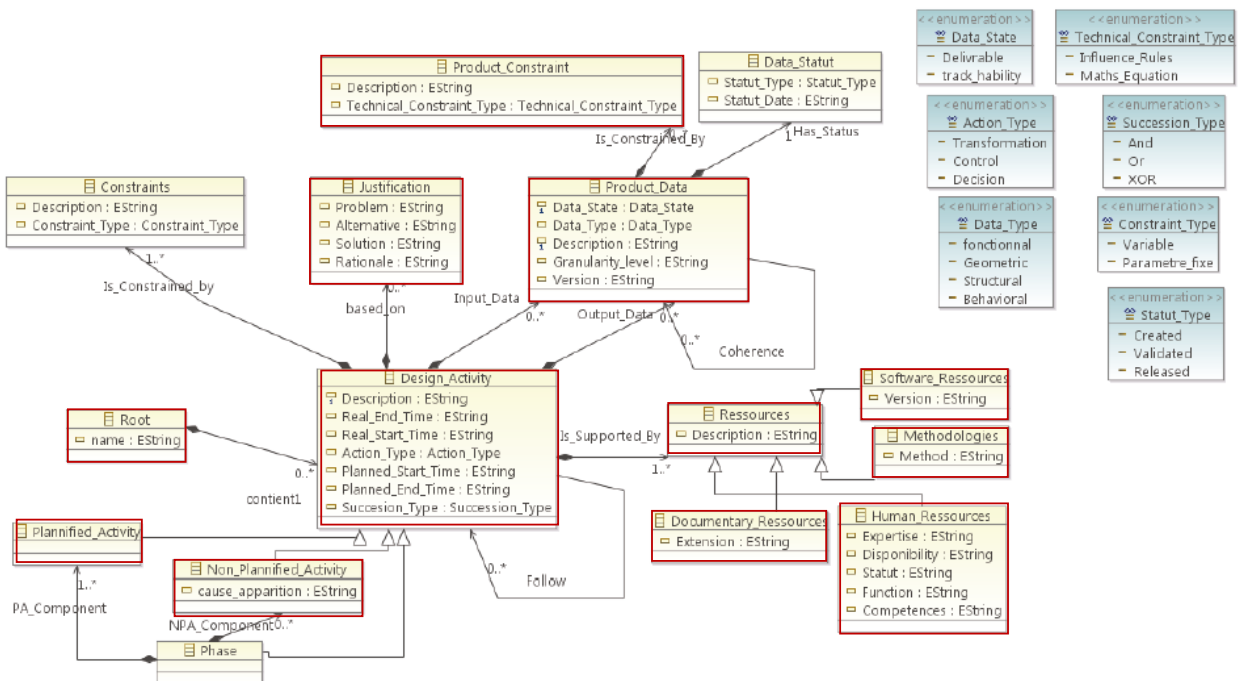 Product_Constraint
Description : EString
Technical_Constraint_Type : Technical_Constraint_Type
Data_Statut
Statut_Type : Statut_Type
Statut_Date : EString
<<enumeration>>
Data_State
Delivrable
track_hability
<<enumeration>>
Technical_Constraint_Type
Influence_Rules
Maths_Equation
<<enumeration>>
Action_Type
Transformation
Control
Decision
<<enumeration>>
Succession_Type
And
Or
XOR
Is_Constrained_By
1
Has_Status
Constraints
Description : EString
Constraint_Type : Constraint_Type
Justification
Problem : EString
Alternative : EString
Solution : EString
Rationale : EString
Product_Data
Data_State : Data_State
Data_Type : Data_Type
Description : EString
Granularity_level : EString
Version : EString
<<enumeration>>
Data_Type
fonctionnal
Geometric
Structural
Behavioral
<<enumeration>>
Constraint_Type
Variable
Parametre_fixe
<<enumeration>>
Statut_Type
Created
Validated
Released
1..*
Is_Constrained_by
0..*
based_on
Input_Data
0..*
Output_Data
0..*
0..*
Coherence
Design_Activity
Description : EString
Real_End_Time : EString
Real_Start_Time : EString
Action_Type : Action_Type
Planned_Start_Time : EString
Planned_End_Time : EString
Succesion_Type : Succession_Type
Root
name : EString
0..*
contient1
Is_Supported_By
1..*
Ressources
Description : EString
Software_Ressources
Version : EString
Methodologies
Method : EString
Documentary_Ressources
Extension : EString
Human_Ressources
Expertise : EString
Disponibility : EString
Statut : EString
Function : EString
Competences : EString
Plannified_Activity
Non_Plannified_Activity
cause_apparition : EString
0..*
Follow
1..*
PA_Component
NPA_Component
0..*
Phase